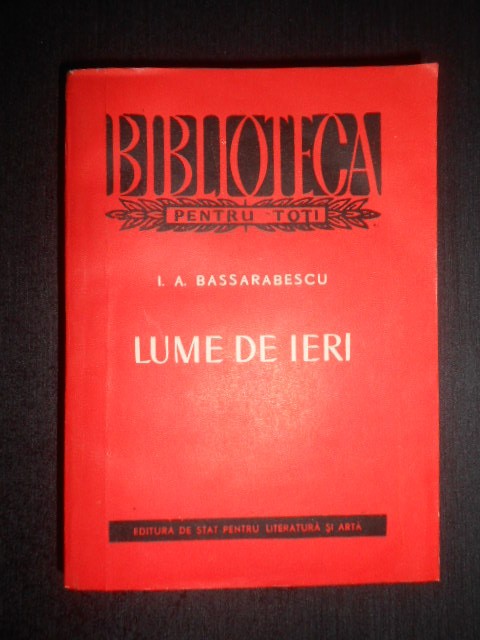 BIBLIOTECA
PENTRU TOȚI
I. A. BASSARABESCU
LUME DE IERI
EDITURA DE STAT PENTRU LITERATURĂ ȘI ARTĂ